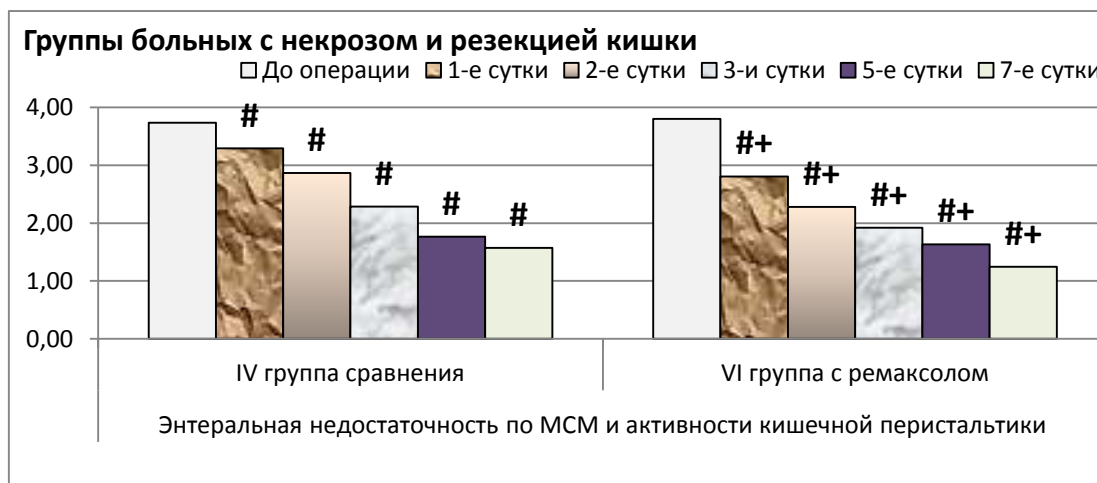 Группы больных с некрозом и резекцией кишки
До операции 1-е сутки 2-е сутки 3-и сутки 5-е сутки 7-е сутки
4,00
3,00
2,00
1,00
0,00
# # # # #
#+ #+ #+ #+ #+
IV группа сравнения VI группа с ремаксолом
Энтеральная недостаточность по МСМ и активности кишечной перистальтики